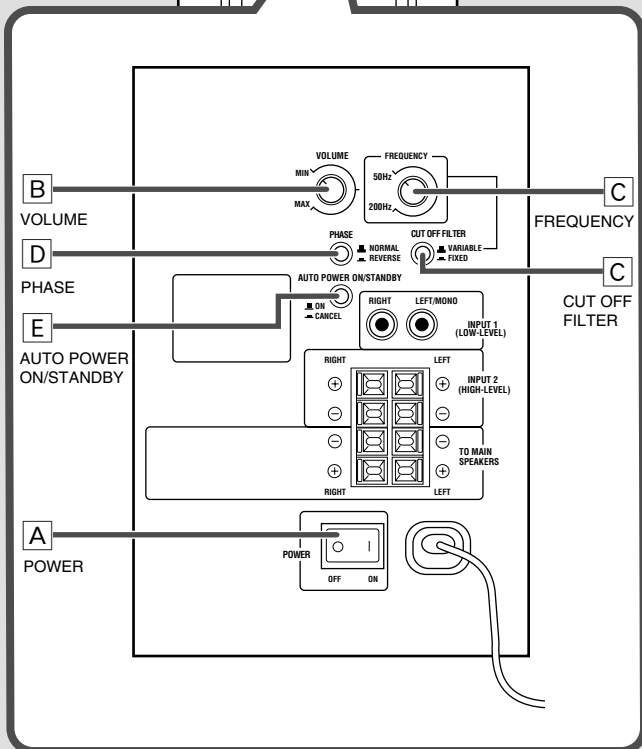 VOLUME
FREQUENCY
MIN
MAX
50Hz
200Hz
B
VOLUME
C
FREQUENCY
PHASE
NORMAL
REVERSE
CUT OFF FILTER
VARIABLE
FIXED
D
PHASE
C
CUT OFF
FILTER
AUTO POWER ON/STANDBY
ON
CANCEL
E
AUTO POWER
ON/STANDBY
RIGHT
LEFT/MONO
INPUT 1
(LOW-LEVEL)
RIGHT
LEFT
+
+
INPUT 2
(HIGH-LEVEL)
−
−
−
−
TO MAIN
SPEAKERS
+
+
RIGHT
LEFT
A
POWER
POWER
OFF
ON